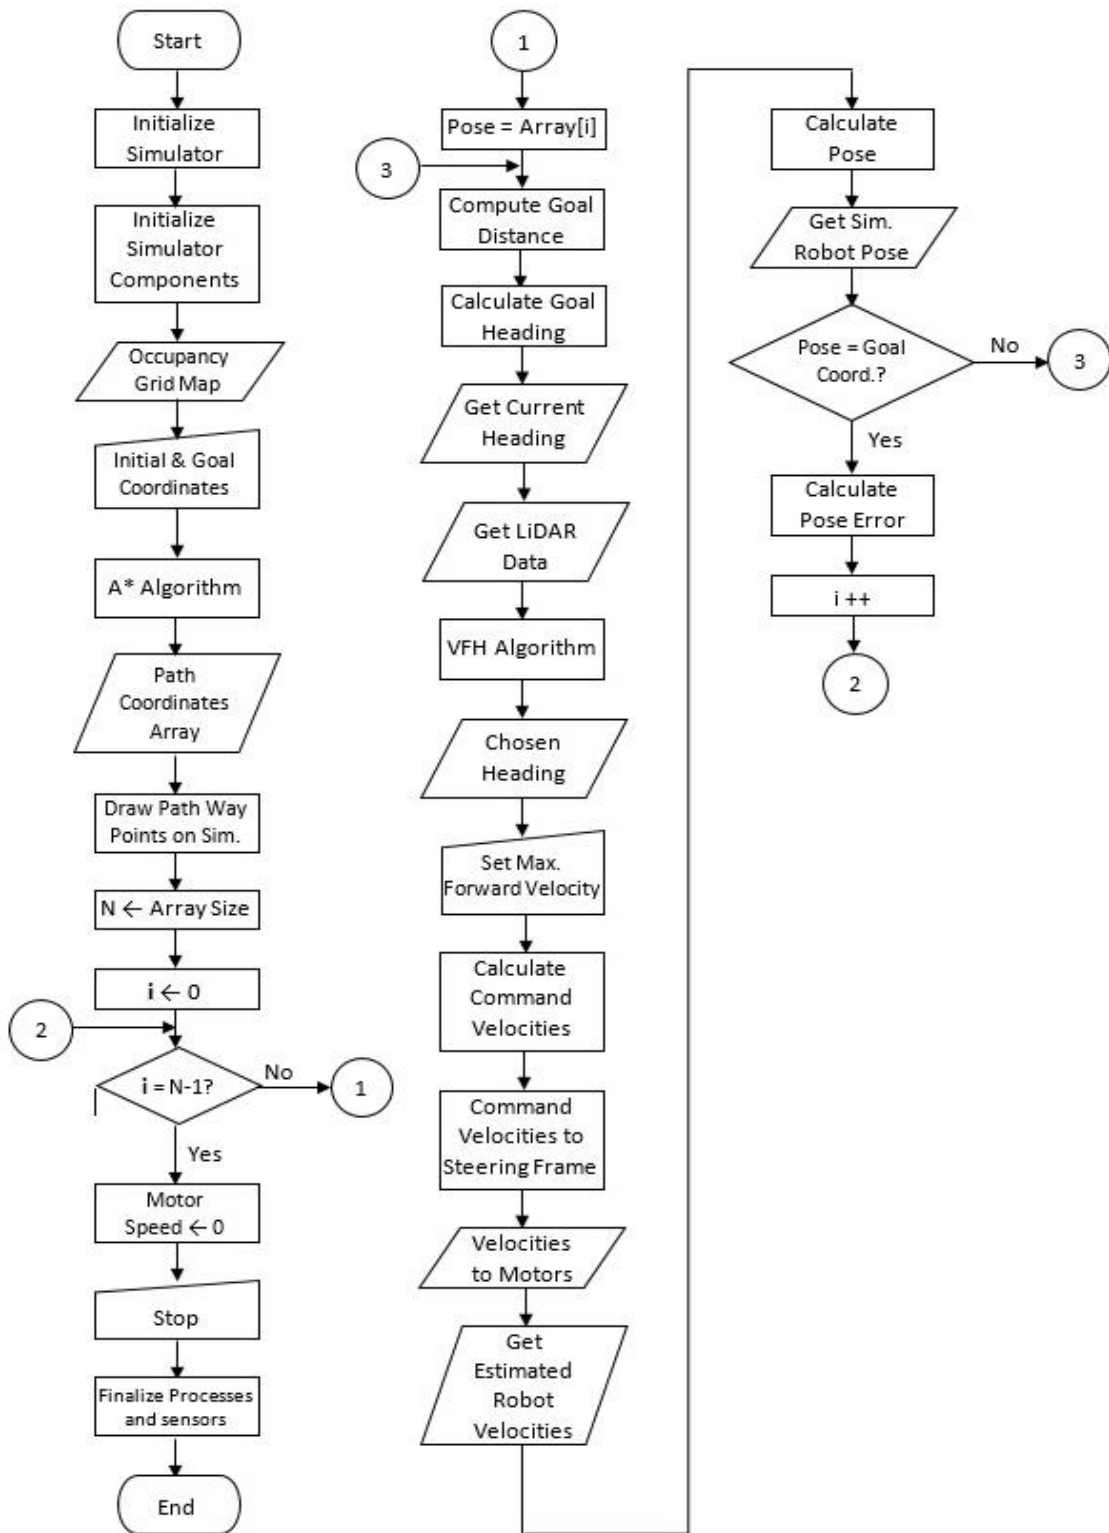 Start
Initialize
Simulator
Initialize
Simulator
Components
Occupancy
Grid Map
Initial & Goal
Coordinates
A* Algorithm
Path
Coordinates
Array
Draw Path Way
Points on Sim.
N ← Array Size
i ← 0
2
i = N-1?
No
1
Yes
Motor
Speed ← 0
Stop
Finalize Processes
and sensors
End
1
Pose = Array[i]
3
Compute Goal
Distance
Calculate Goal
Heading
Get Current
Heading
Get LiDAR
Data
VFH Algorithm
Chosen
Heading
Set Max.
Forward Velocity
Calculate
Command
Velocities
Command
Velocities to
Steering Frame
Velocities
to Motors
Get
Estimated
Robot
Velocities
Calculate
Pose
Get Sim.
Robot Pose
Pose = Goal
Coord.?
No
3
Yes
Calculate
Pose Error
i ++
2